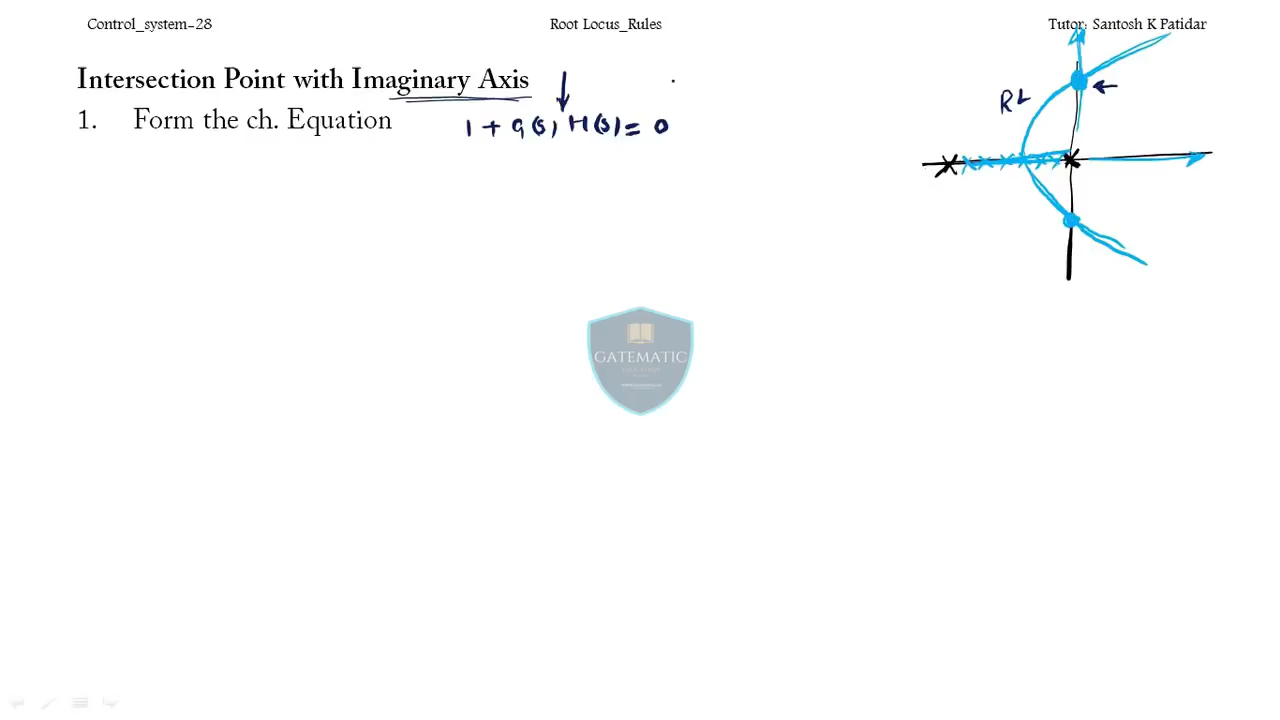 Control_system-28 Root Locus_Rules Tutor: Santosh K Patidar
Intersection Point with Imaginary Axis
1. Form the ch. Equation 1 + G(s) H(s) = 0
RL
GATEMATIC